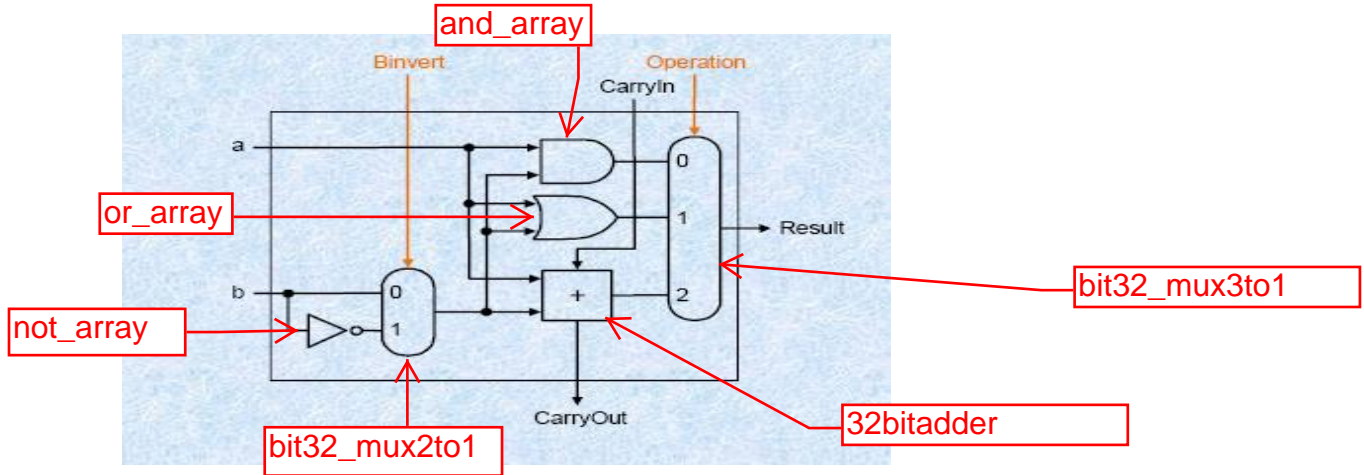 and_array
Binvert
Operation
CarryIn
a
0
or_array
1
Result
b
0
+
2
bit32_mux3to1
not_array
1
CarryOut
32bitadder
bit32_mux2to1